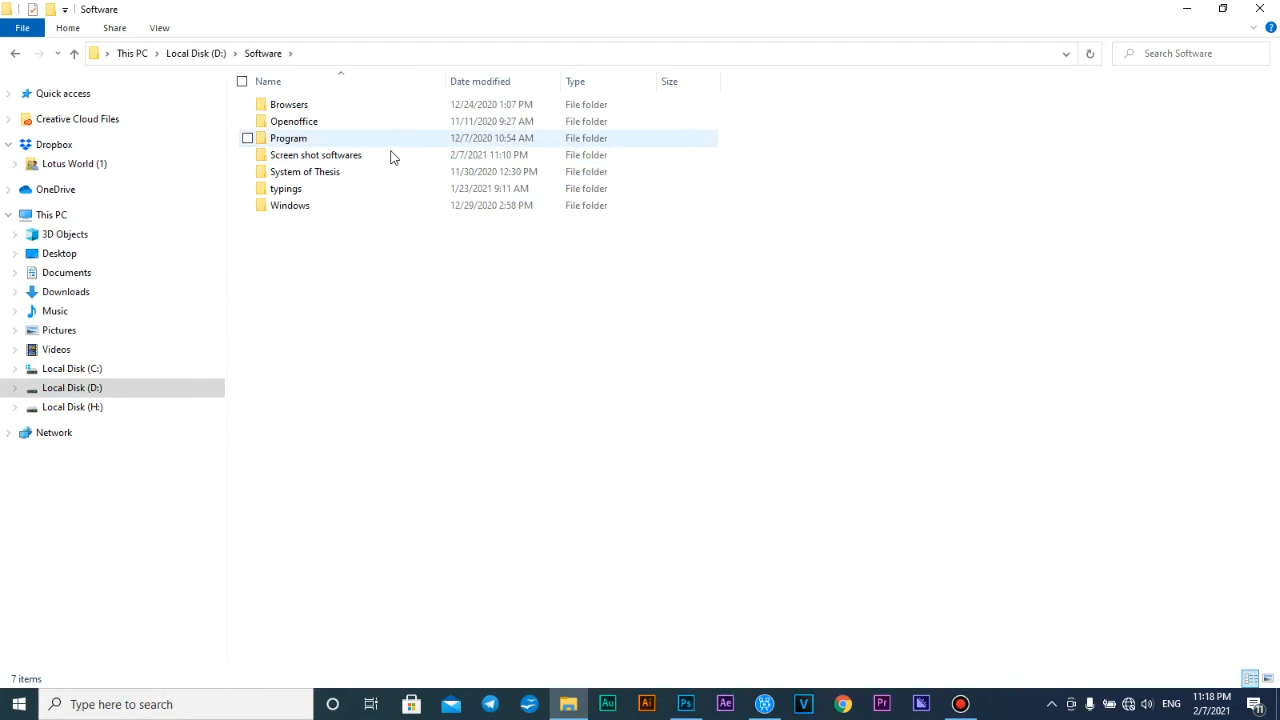 Software
File Home Share View
This PC Local Disk (D:) Software
Search Software
Name Date modified Type Size
Browsers 12/24/2020 1:07 PM File folder
Openoffice 11/11/2020 9:27 AM File folder
Program 12/7/2020 10:54 AM File folder
Screen shot softwares 2/7/2021 11:10 PM File folder
System of Thesis 11/30/2020 12:30 PM File folder
typings 1/23/2021 9:11 AM File folder
Windows 12/29/2020 2:58 PM File folder
Quick access
Creative Cloud Files
Dropbox
Lotus World (1)
OneDrive
This PC
3D Objects
Desktop
Documents
Downloads
Music
Pictures
Videos
Local Disk (C:)
Local Disk (D:)
Local Disk (H:)
Network
7 items
Type here to search
Au Ai Ps Ae V Pr
ENG
11:18 PM
2/7/2021
11